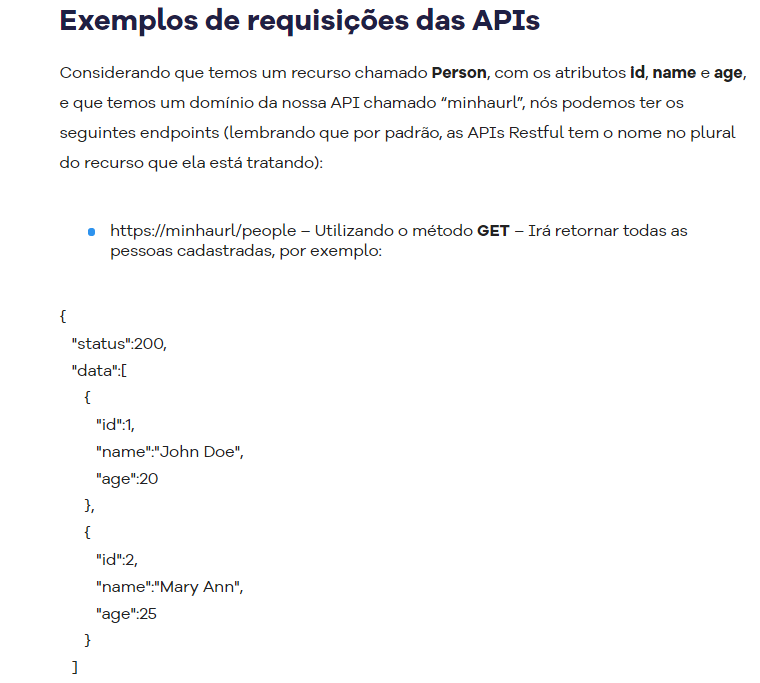 Exemplos de requisições das APIs
Considerando que temos um recurso chamado Person, com os atributos id, name e age,
e que temos um domínio da nossa API chamado “minhaurl”, nós podemos ter os
seguintes endpoints (lembrando que por padrão, as APIs Restful tem o nome no plural
do recurso que ela está tratando):
https://minhaurl/people – Utilizando o método GET – Irá retornar todas as
pessoas cadastradas, por exemplo:
{
"status":200,
"data":[
{
"id":1,
"name":"John Doe",
"age":20
},
{
"id":2,
"name":"Mary Ann",
"age":25
}
]